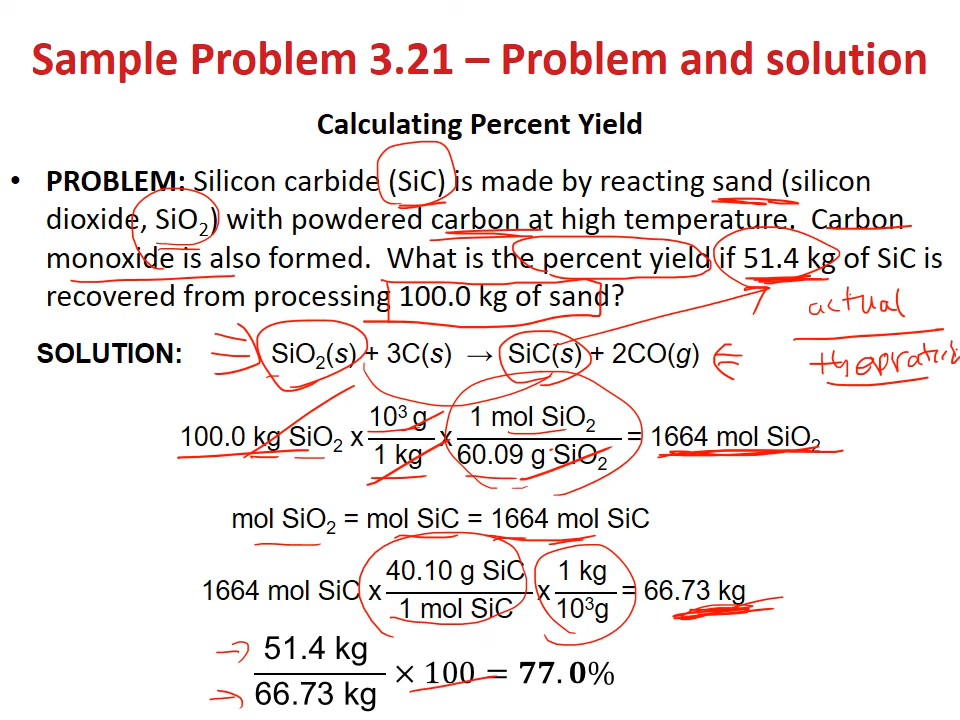 Sample Problem 3.21 – Problem and solution
Calculating Percent Yield
• PROBLEM: Silicon carbide (SiC) is made by reacting sand (silicon
dioxide, SiO₂) with powdered carbon at high temperature. Carbon
monoxide is also formed. What is the percent yield if 51.4 kg of SiC is
recovered from processing 100.0 kg of sand?
actual
SOLUTION: SiO₂(s) + 3C(s) → SiC(s) + 2CO(g)
100.0 kg SiO₂ x 10³ g / 1 kg x 1 mol SiO₂ / 60.09 g SiO₂ = 1664 mol SiO₂
mol SiO₂ = mol SiC = 1664 mol SiC
1664 mol SiC x 40.10 g SiC / 1 mol SiC x 1 kg / 10³g = 66.73 kg
51.4 kg / 66.73 kg × 100 = 77.0%